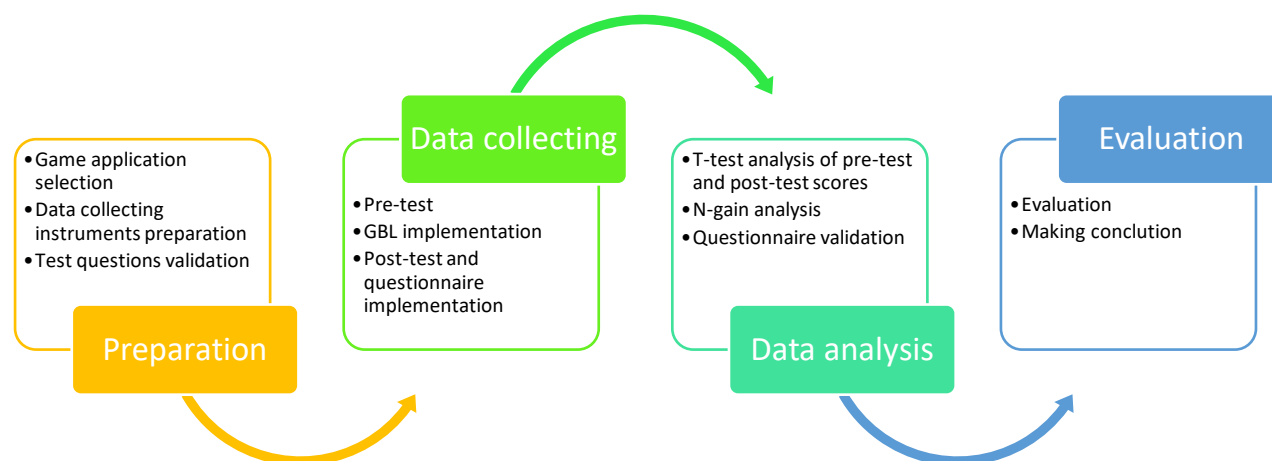 Preparation
•Game application
selection
•Data collecting
instruments preparation
•Test questions validation
Data collecting
•Pre-test
•GBL implementation
•Post-test and
questionnaire
implementation
Data analysis
•T-test analysis of pre-test
and post-test scores
•N-gain analysis
•Questionnaire validation
Evaluation
•Evaluation
•Making conclution